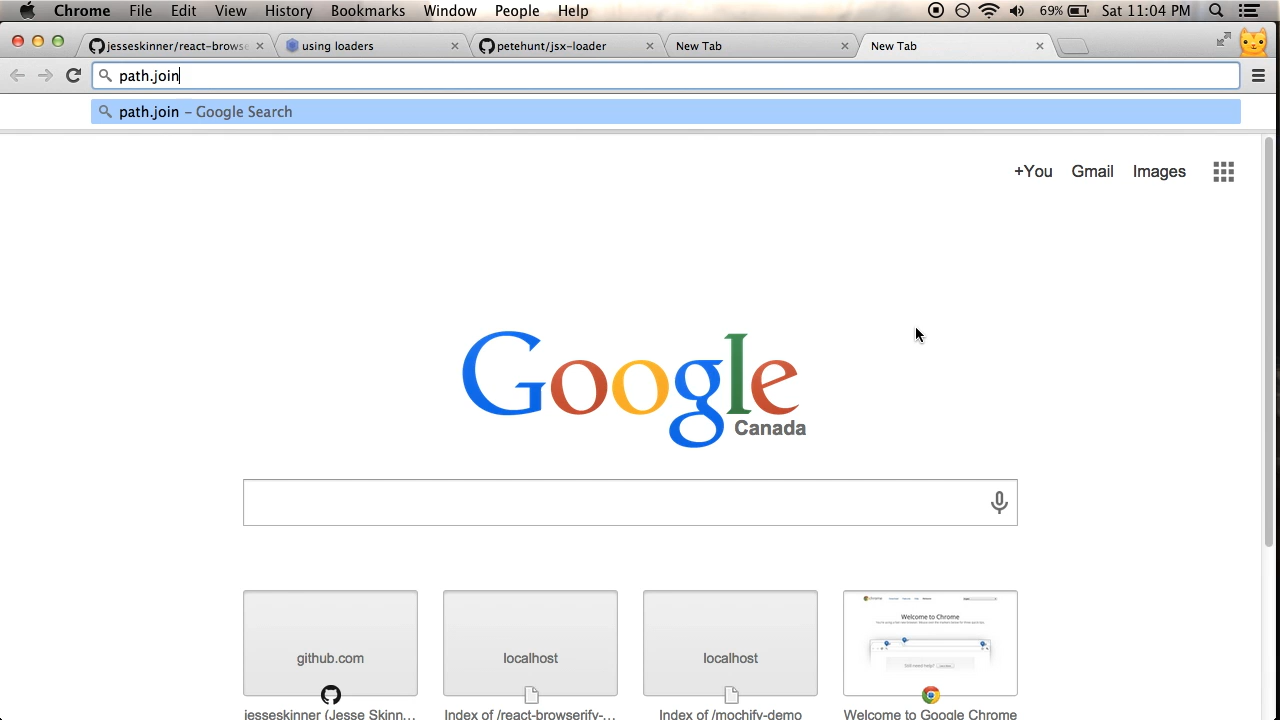 Chrome File Edit View History Bookmarks Window People Help 69% Sat 11:04 PM
jesseskinner/react-browse using loaders petehunt/jsx-loader New Tab New Tab
path.join
path.join – Google Search
+You Gmail Images
Google
Canada
github.com localhost localhost Welcome to Chrome
jesseskinner (Jesse Skinn... Index of /react-browserify-... Index of /mochify-demo Welcome to Google Chrome